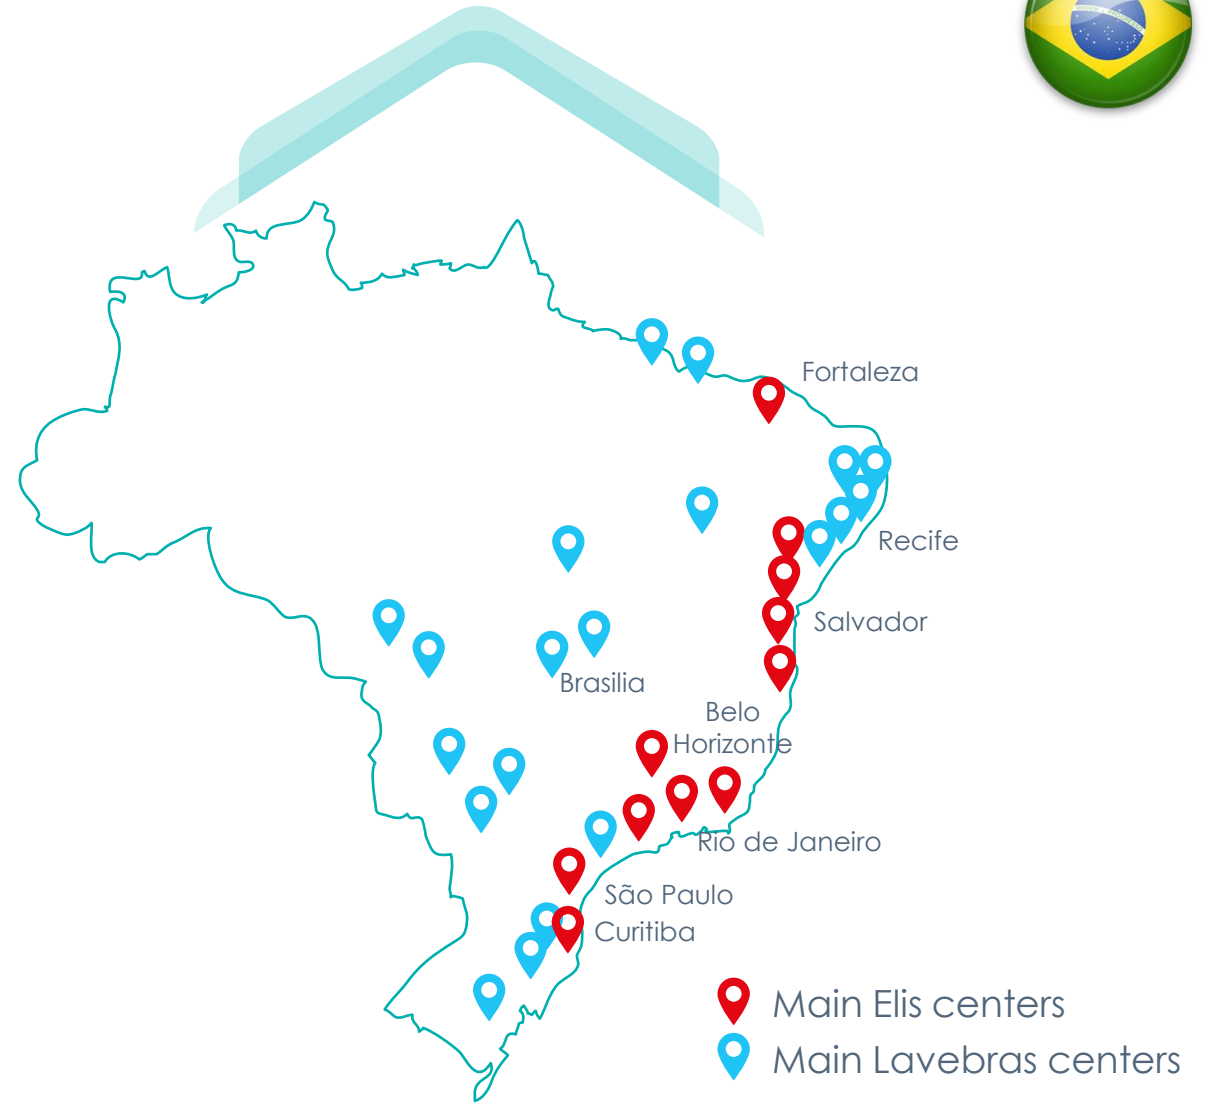 Fortaleza
Recife
Salvador
Brasilia
Belo
Horizonte
Rio de Janeiro
São Paulo
Curitiba
Main Elis centers
Main Lavebras centers